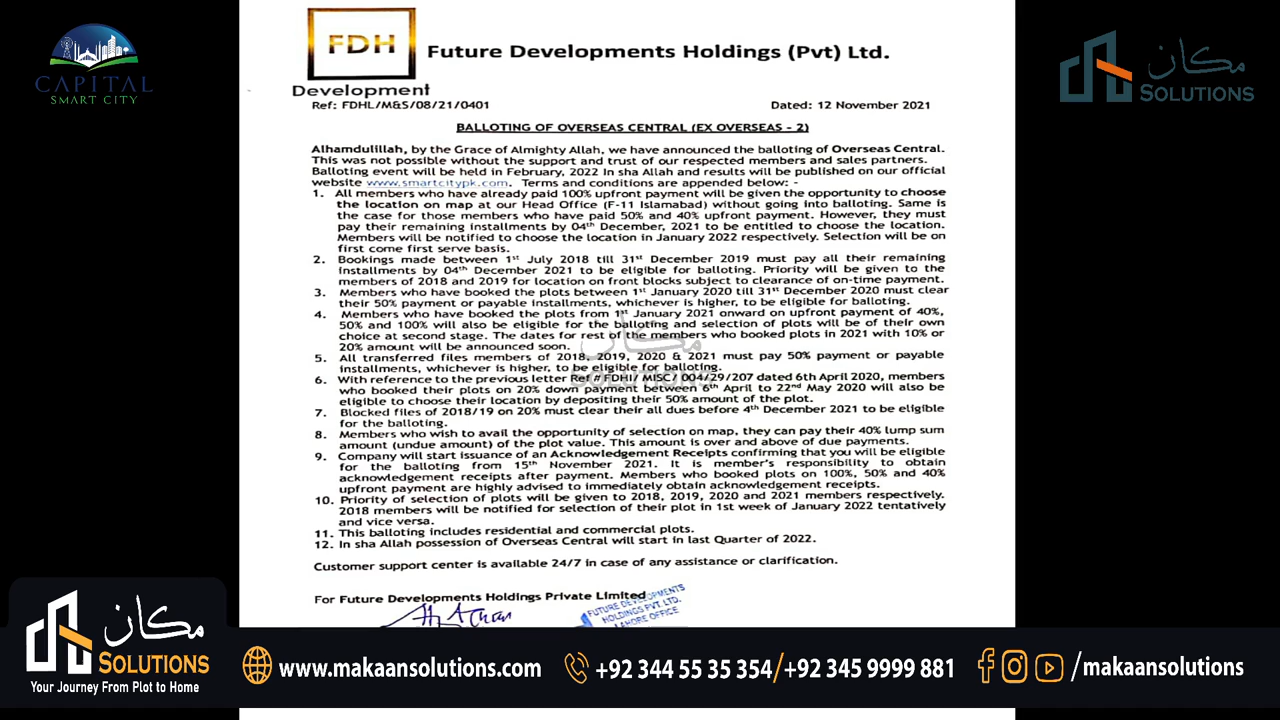 CAPITAL
SMART CITY
FDH
Future Developments Holdings (Pvt) Ltd.
مكان
SOLUTIONS
Development
Ref: FDHL/M&S/08/21/0401
Dated: 12 November 2021
BALLOTING OF OVERSEAS CENTRAL (EX OVERSEAS - 2)
Alhamdulillah, by the Grace of Almighty Allah, we have announced the balloting of Overseas Central.
This was not possible without the support and trust of our respected members and sales partners.
Balloting event will be held in February, 2022 In sha Allah and results will be published on our official
website www.smartcitypk.com. Terms and conditions are appended below: -
1. All members who have already paid 100% upfront payment will be given the opportunity to choose
the location on map at our Head Office (F-11 Islamabad) without going into balloting. Same is
the case for those members who have paid 50% and 40% upfront payment. However, they must
pay their remaining installments by 04th December, 2021 to be entitled to choose the location.
Members will be notified to choose the location in January 2022 respectively. Selection will be on
first come first serve basis.
2. Bookings made between 1st July 2018 till 31st December 2019 must pay all their remaining
installments by 04th December 2021 to be eligible for balloting. Priority will be given to the
members of 2018 and 2019 for location on front blocks subject to clearance of on-time payment.
3. Members who have booked the plots between 1st January 2020 till 31st December 2020 must clear
their 50% payment or payable installments, whichever is higher, to be eligible for balloting.
4. Members who have booked the plots from 1st January 2021 onward on upfront payment of 40%,
50% and 100% will also be eligible for the balloting and selection of plots will be of their own
choice at second stage. The dates for rest of the members who booked plots in 2021 with 10% or
20% amount will be announced soon.
5. All transferred files members of 2018, 2019, 2020 & 2021 must pay 50% payment or payable
installments, whichever is higher, to be eligible for balloting.
6. With reference to the previous letter Ref: FDHL/ MISC/ 004/29/207 dated 6th April 2020, members
who booked their plots on 20% down payment between 6th April to 22nd May 2020 will also be
eligible to choose their location by depositing their 50% amount of the plot.
7. Blocked files of 2018/19 on 20% must clear their all dues before 4th December 2021 to be eligible
for the balloting.
8. Members who wish to avail the opportunity of selection on map, they can pay their 40% lump sum
amount (undue amount) of the plot value. This amount is over and above of due payments.
9. Company will start issuance of an Acknowledgement Receipts confirming that you will be eligible
for the balloting from 15th November 2021. It is member's responsibility to obtain
acknowledgement receipts after payment. Members who booked plots on 100%, 50% and 40%
upfront payment are highly advised to immediately obtain acknowledgement receipts.
10. Priority of selection of plots will be given to 2018, 2019, 2020 and 2021 members respectively.
2018 members will be notified for selection of their plot in 1st week of January 2022 tentatively
and vice versa.
11. This balloting includes residential and commercial plots.
12. In sha Allah possession of Overseas Central will start in last Quarter of 2022.
Customer support center is available 24/7 in case of any assistance or clarification.
For Future Developments Holdings Private Limited
FUTURE DEVELOPMENTS
HOLDINGS PVT LTD.
LAHORE OFFICE
مكان
SOLUTIONS
مكان
SOLUTIONS
Your Journey From Plot to Home
www.makaansolutions.com
+92 344 55 35 354/+92 345 9999 881
/makaansolutions